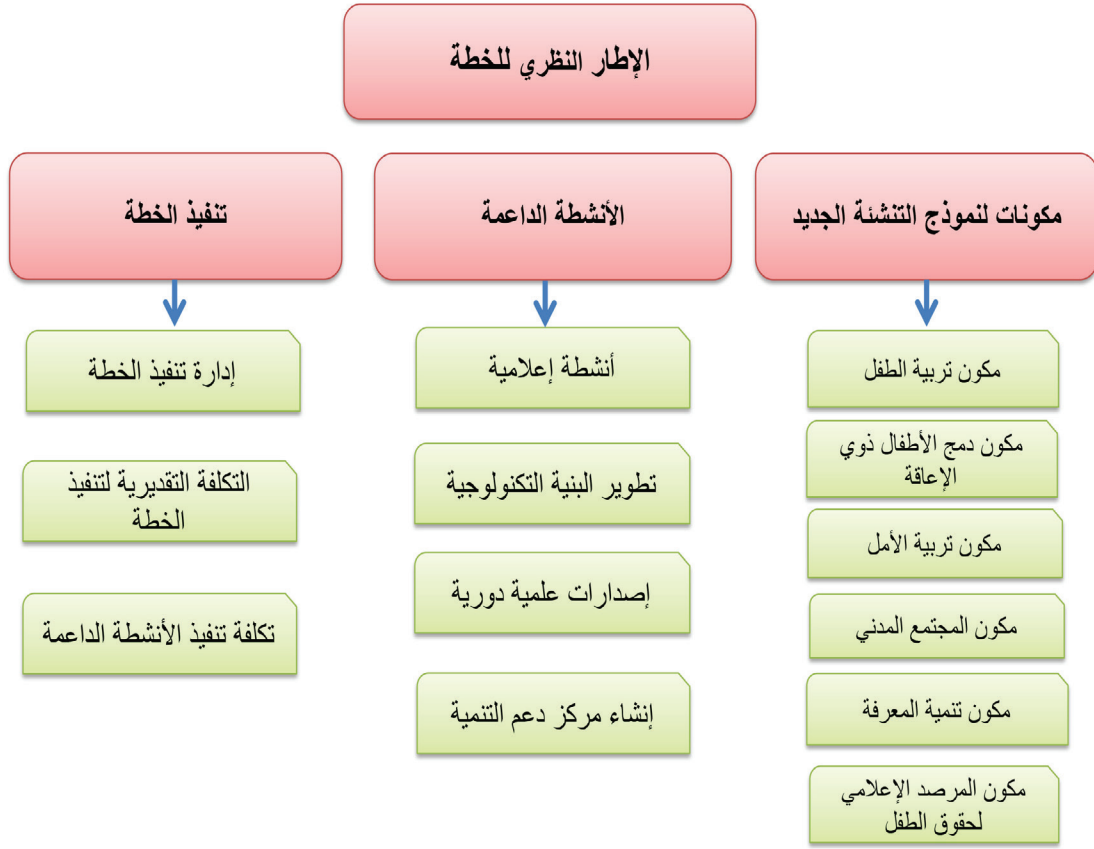 الإطار النظري للخطة
مكونات لنموذج التنشئة الجديد
مكون تربية الطفل
مكون دمج الأطفال ذوي
الإعاقة
مكون تربية الأمل
مكون المجتمع المدني
مكون تنمية المعرفة
مكون المرصد الإعلامي
لحقوق الطفل
الأنشطة الداعمة
أنشطة إعلامية
تطوير البنية التكنولوجية
إصدارات علمية دورية
إنشاء مركز دعم التنمية
تنفيذ الخطة
إدارة تنفيذ الخطة
التكلفة التقديرية لتنفيذ
الخطة
تكلفة تنفيذ الأنشطة الداعمة